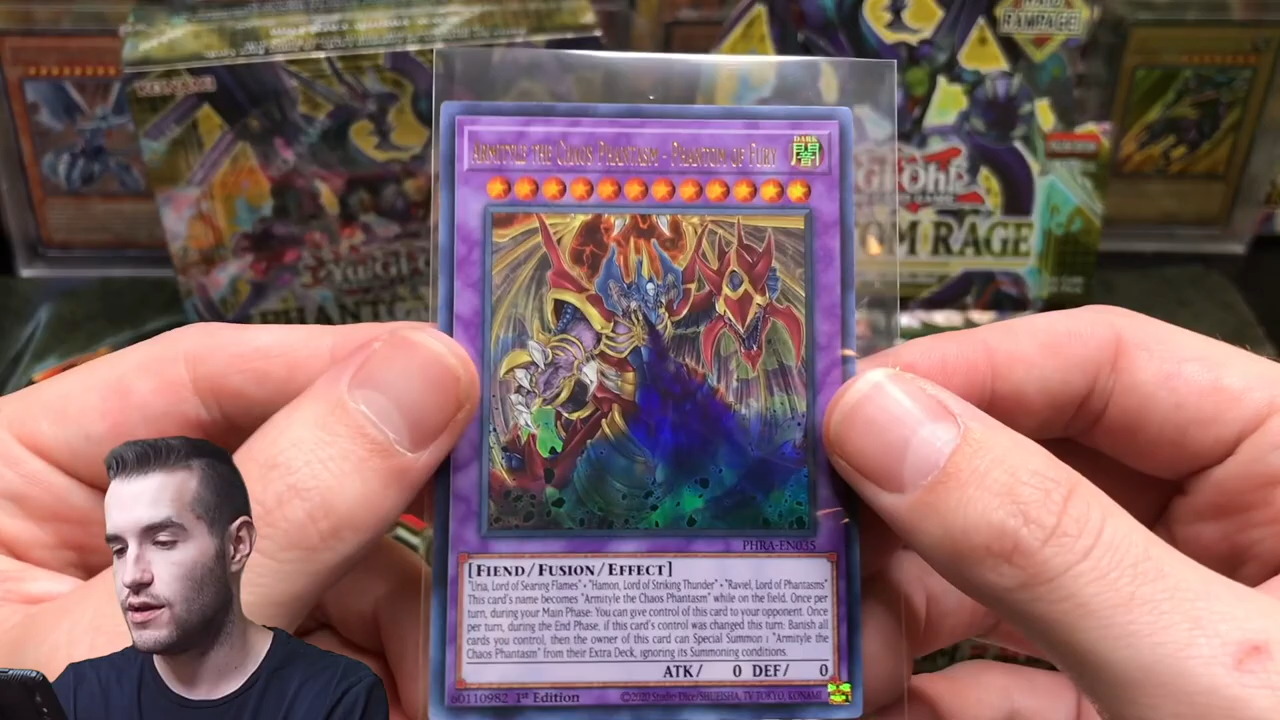 KONAMI
RAMPAGE!
Yu-Gi-Oh!
OM RAGE
ARMITYLE THE CHAOS PHANTASM - PHANTOM OF FURY
DARK
闇
PHRA-EN035
[FIEND/FUSION/EFFECT]
"Uria, Lord of Searing Flames" + "Hamon, Lord of Striking Thunder" + "Raviel, Lord of Phantasms"
This card's name becomes "Armityle the Chaos Phantasm" while on the field. Once per
turn, during your Main Phase: You can give control of this card to your opponent. Once
per turn, during the End Phase, if this card's control was changed this turn: Banish all
cards you control, then the owner of this card can Special Summon 1 "Armityle the
Chaos Phantasm" from their Extra Deck, ignoring its Summoning conditions.
ATK/ 0 DEF/ 0
60110982 1st Edition ©2020 Studio Dice/SHUEISHA, TV TOKYO, KONAMI